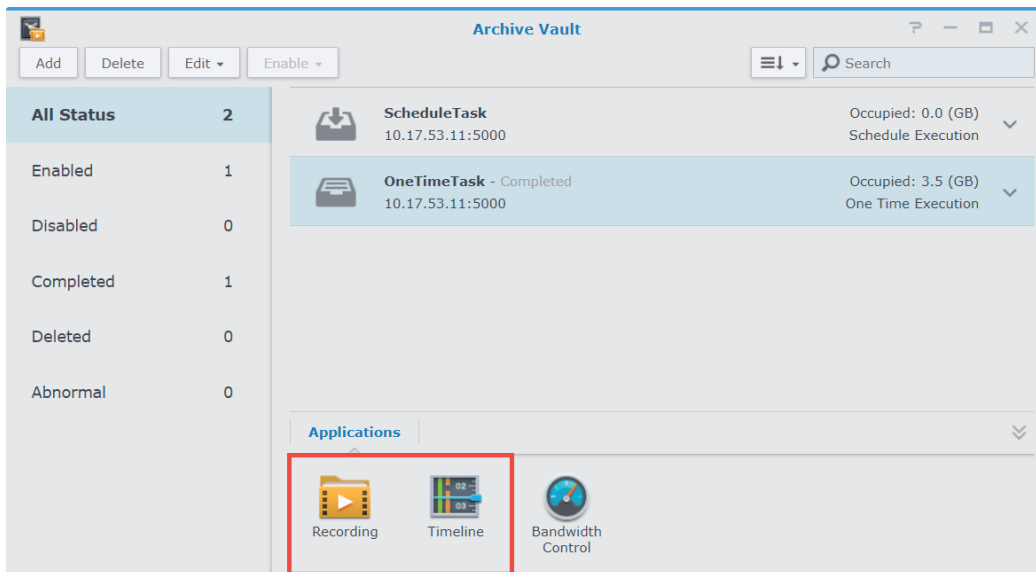 Archive Vault
Add Delete Edit Enable Search
All Status 2
Enabled 1
Disabled 0
Completed 1
Deleted 0
Abnormal 0
ScheduleTask Occupied: 0.0 (GB)
10.17.53.11:5000 Schedule Execution
OneTimeTask - Completed Occupied: 3.5 (GB)
10.17.53.11:5000 One Time Execution
Applications
02
03
Recording Timeline Bandwidth
Control